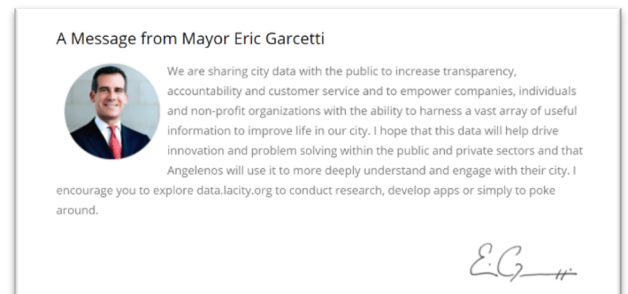 A Message from Mayor Eric Garcetti
We are sharing city data with the public to increase transparency,
accountability and customer service and to empower companies, individuals
and non-profit organizations with the ability to harness a vast array of useful
information to improve life in our city. I hope that this data will help drive
innovation and problem solving within the public and private sectors and that
Angelenos will use it to more deeply understand and engage with their city. I
encourage you to explore data.lacity.org to conduct research, develop apps or simply to poke
around.